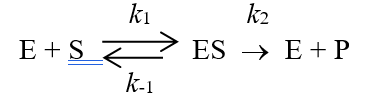 k1 k2
E + S ⇌ ES → E + P
k-1